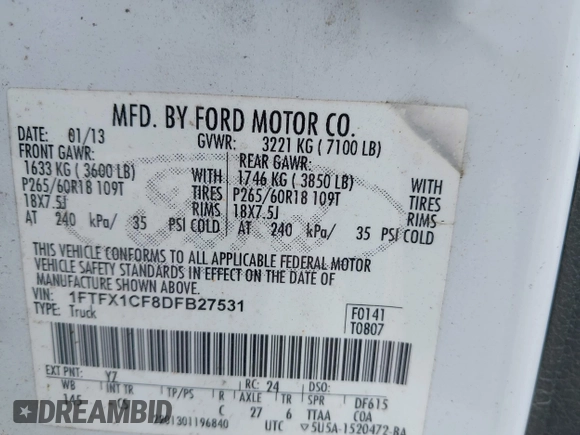 MFD. BY FORD MOTOR CO.
DATE: 01/13 GVWR: 3221 KG ( 7100 LB)
FRONT GAWR: REAR GAWR:
1633 KG ( 3600 LB) WITH 1746 KG ( 3850 LB) WITH
P265/60R18 109T TIRES P265/60R18 109T TIRES
18X7.5J RIMS 18X7.5J RIMS
AT 240 kPa/ 35 PSI COLD AT 240 kPa/ 35 PSI COLD
THIS VEHICLE CONFORMS TO ALL APPLICABLE FEDERAL MOTOR
VEHICLE SAFETY STANDARDS IN EFFECT ON THE DATE OF
MANUFACTURE SHOWN ABOVE.
VIN: 1FTFX1CF8DFB27531 F0141
TYPE: Truck T0807
EXT PNT: YZ RC: 24 DSO:
WB INT TR TP/PS R AXLE TR SPR DF615
145 C 27 6 TTAA COA
UTC 5U5A-1520472-BA
DREAMBIDCAR